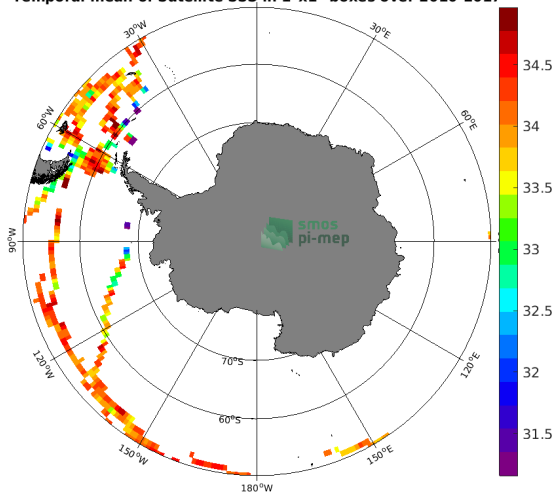 Temporal mean of Satellite SSS in 1°x1° boxes over 2010-2017
30°W
30°E
60°W
60°E
90°W
120°W
120°E
150°W
150°E
180°W
70°S
60°S
smos
pi-mep
34.5
34
33.5
33
32.5
32
31.5